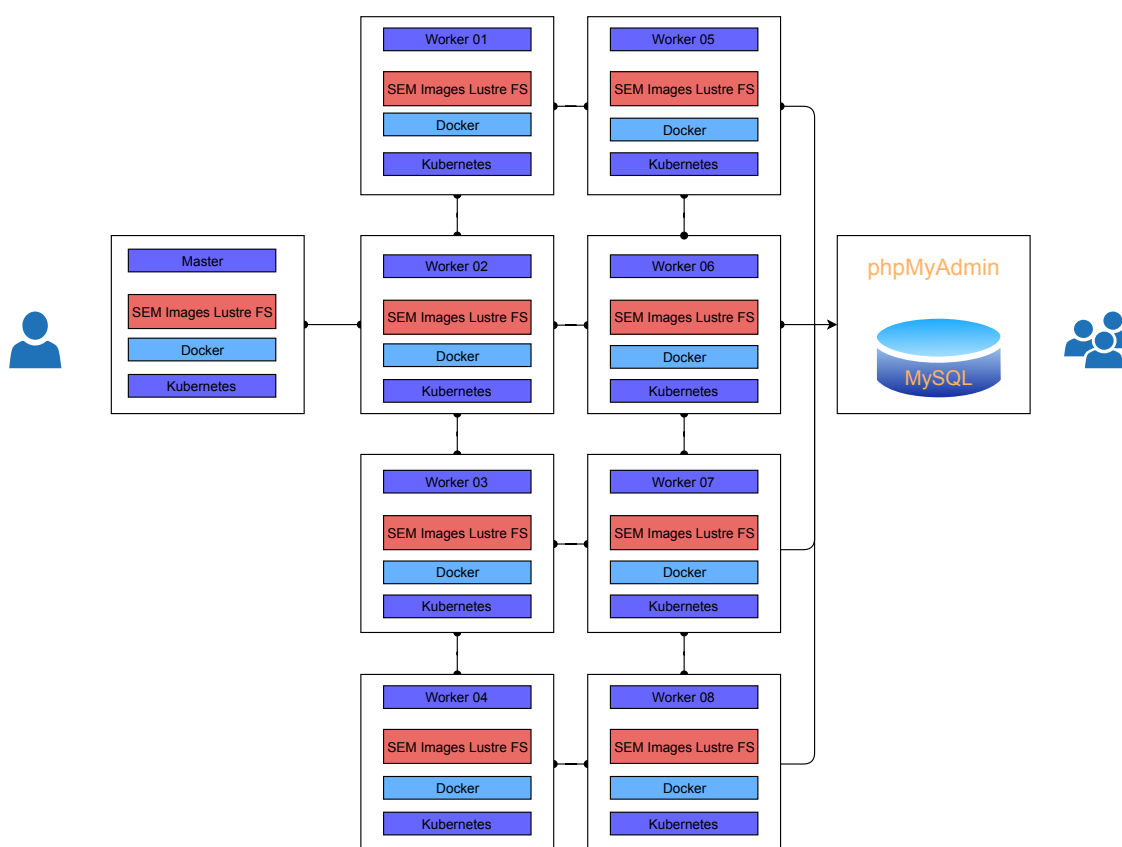 Worker 01
SEM Images Lustre FS
Docker
Kubernetes
Worker 05
SEM Images Lustre FS
Docker
Kubernetes
Master
SEM Images Lustre FS
Docker
Kubernetes
Worker 02
SEM Images Lustre FS
Docker
Kubernetes
Worker 06
SEM Images Lustre FS
Docker
Kubernetes
phpMyAdmin
MySQL
Worker 03
SEM Images Lustre FS
Docker
Kubernetes
Worker 07
SEM Images Lustre FS
Docker
Kubernetes
Worker 04
SEM Images Lustre FS
Docker
Kubernetes
Worker 08
SEM Images Lustre FS
Docker
Kubernetes